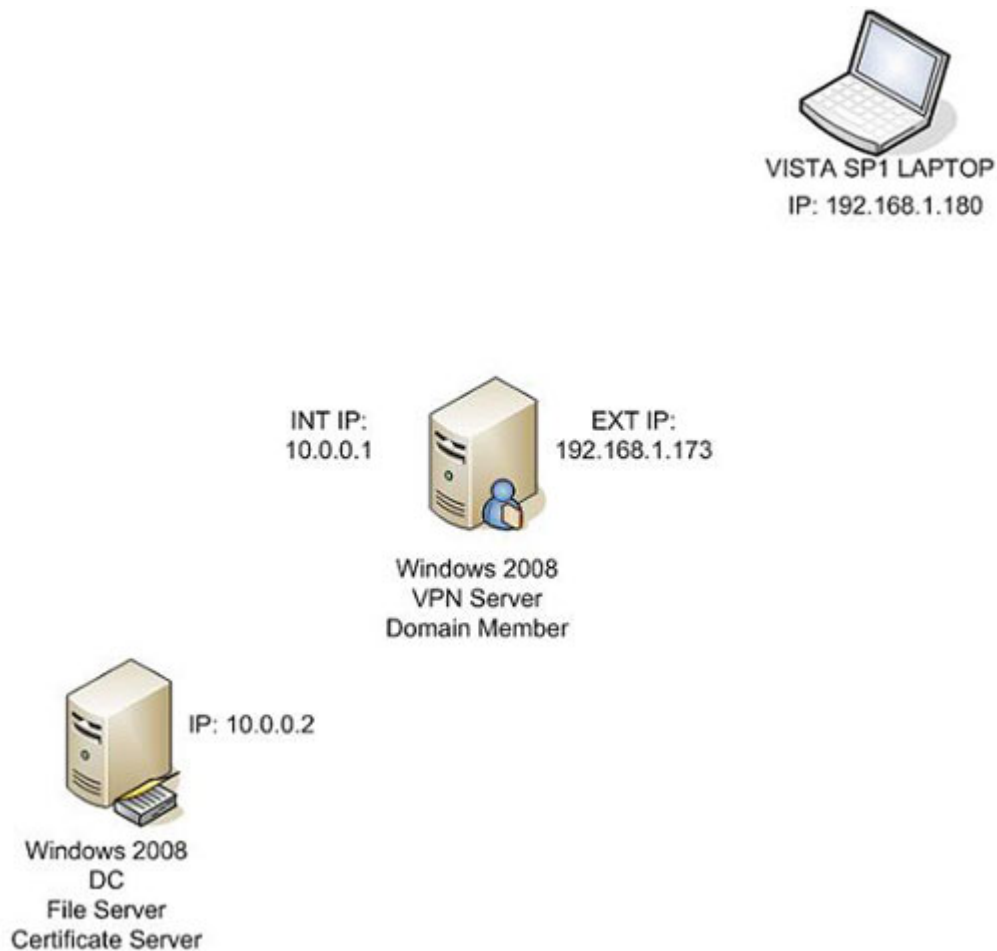 VISTA SP1 LAPTOP
IP: 192.168.1.180
INT IP:
10.0.0.1
EXT IP:
192.168.1.173
Windows 2008
VPN Server
Domain Member
IP: 10.0.0.2
Windows 2008
DC
File Server
Certificate Server